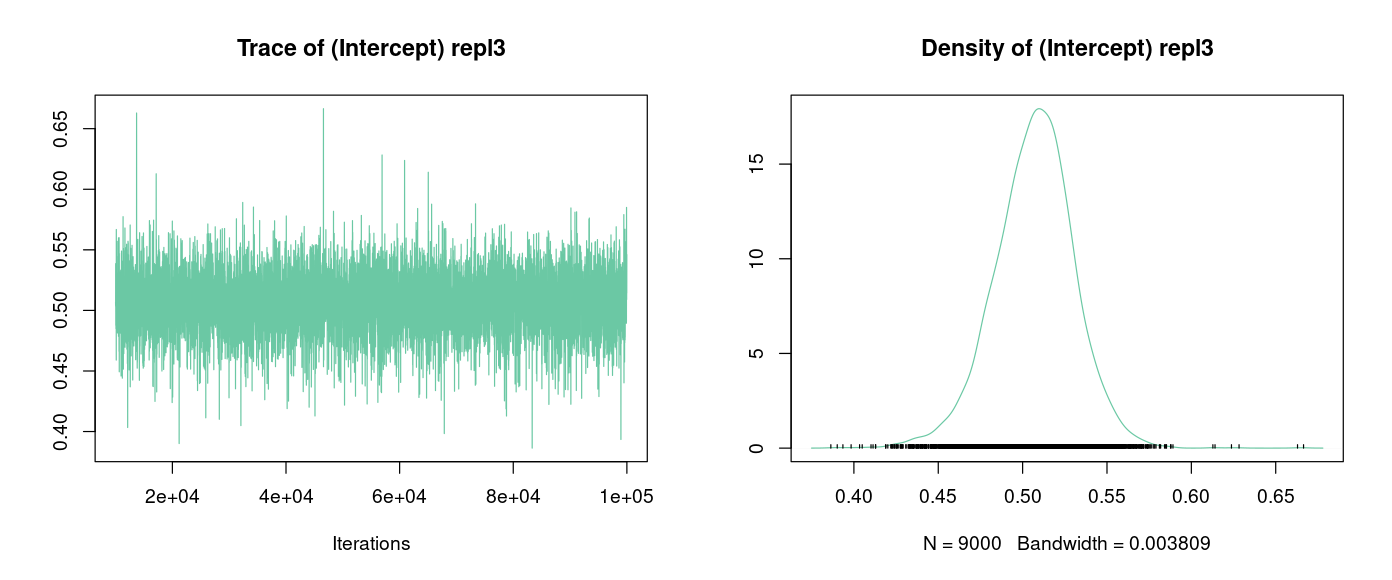 Trace of (Intercept) repl3
0.65
0.60
0.55
0.50
0.45
0.40
2e+04 4e+04 6e+04 8e+04 1e+05
Iterations
Density of (Intercept) repl3
15
10
5
0
0.40 0.45 0.50 0.55 0.60 0.65
N = 9000 Bandwidth = 0.003809